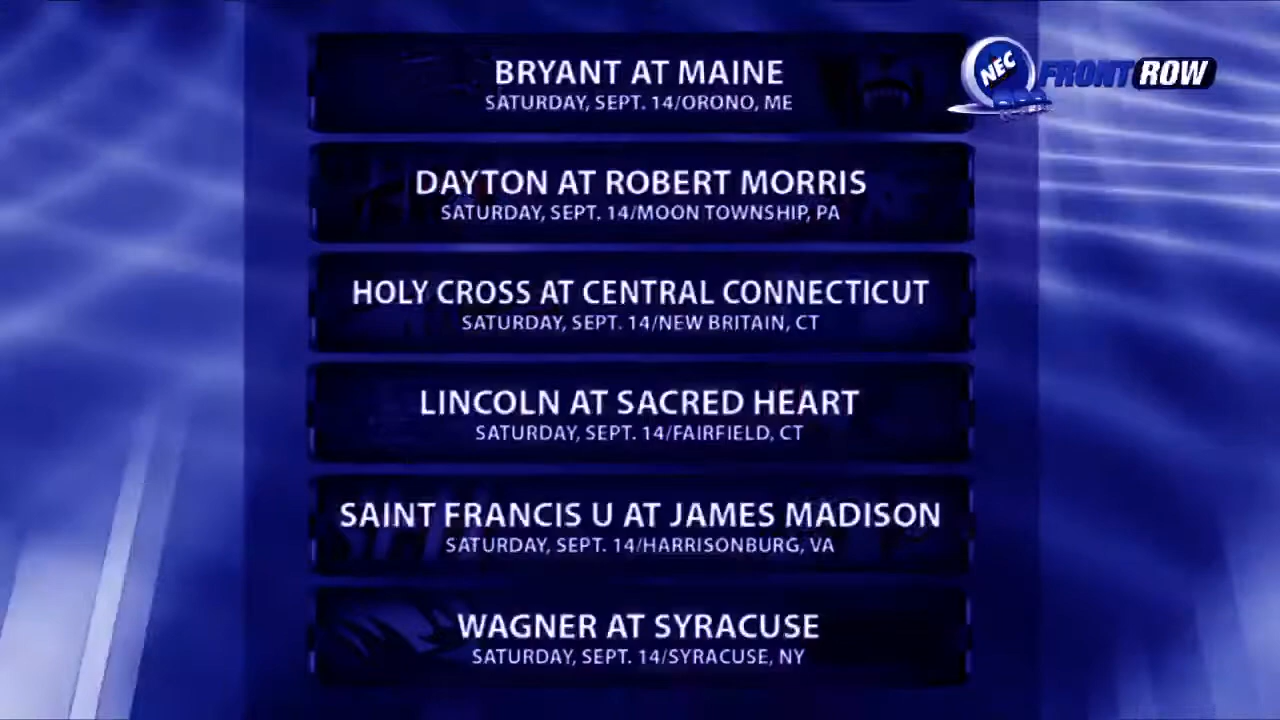 BRYANT AT MAINE
SATURDAY, SEPT. 14/ORONO, ME
NEC FRONT ROW
DAYTON AT ROBERT MORRIS
SATURDAY, SEPT. 14/MOON TOWNSHIP, PA
HOLY CROSS AT CENTRAL CONNECTICUT
SATURDAY, SEPT. 14/NEW BRITAIN, CT
LINCOLN AT SACRED HEART
SATURDAY, SEPT. 14/FAIRFIELD, CT
SAINT FRANCIS U AT JAMES MADISON
SATURDAY, SEPT. 14/HARRISONBURG, VA
WAGNER AT SYRACUSE
SATURDAY, SEPT. 14/SYRACUSE, NY